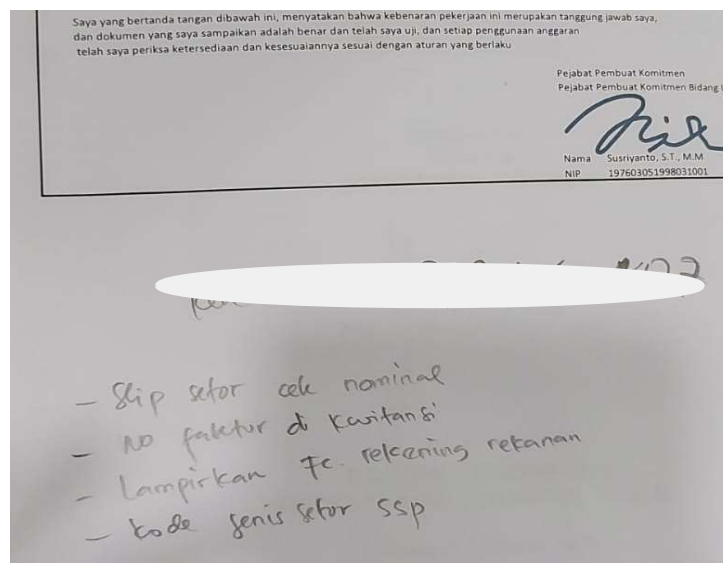 Saya yang bertanda tangan dibawah ini, menyatakan bahwa kebenaran pekerjaan ini merupakan tanggung jawab saya,
dan dokumen yang saya sampaikan adalah benar dan telah saya uji, dan setiap penggunaan anggaran
telah saya periksa ketersediaan dan kesesuaiannya sesuai dengan aturan yang berlaku
Pejabat Pembuat Komitmen
Pejabat Pembuat Komitmen Bidang
Nama Susriyanto, S.T., M.M
NIP 197603051998031001
- Slip setor cek nominal
- No faktur di kwitansi
- Lampirkan Fc. rekening rekanan
- kode jenis setor SSP